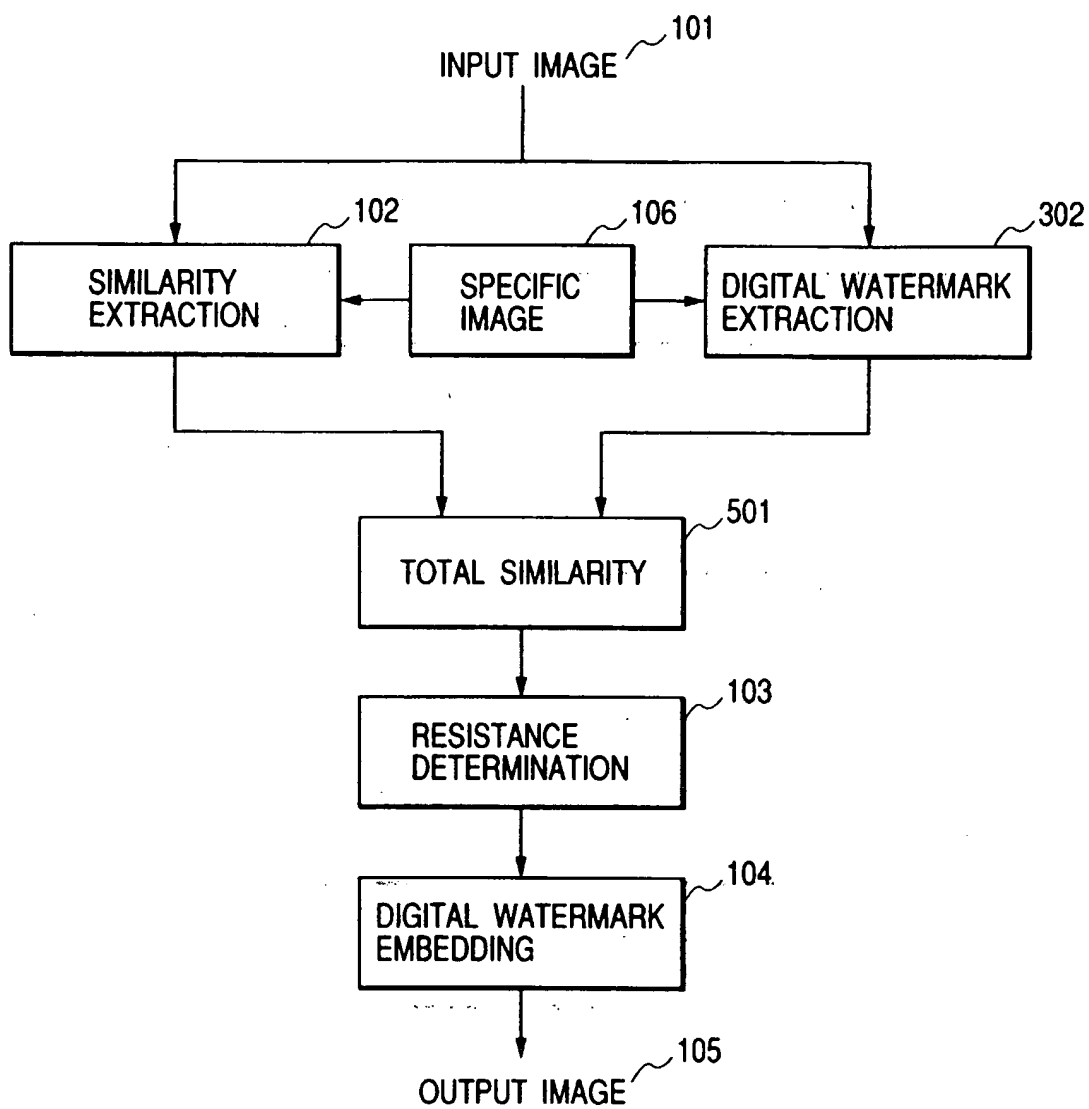 101
INPUT IMAGE
102
106
302
SIMILARITY
EXTRACTION
SPECIFIC
IMAGE
DIGITAL WATERMARK
EXTRACTION
501
TOTAL SIMILARITY
103
RESISTANCE
DETERMINATION
104
DIGITAL WATERMARK
EMBEDDING
105
OUTPUT IMAGE